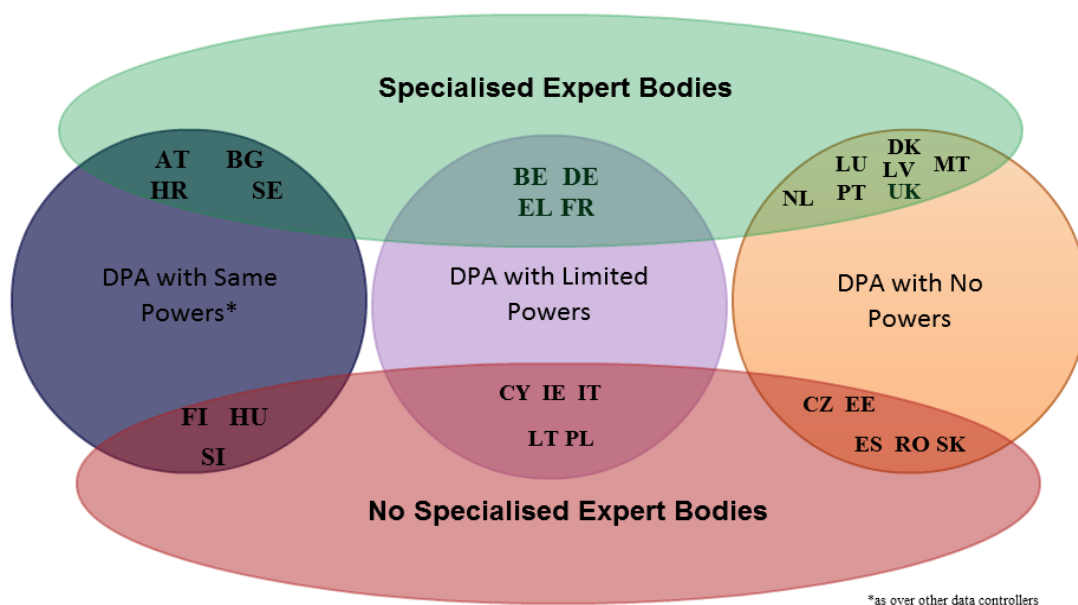 Specialised Expert Bodies
AT BG
HR SE
BE DE
EL FR
DK
LU LV MT
NL PT UK
DPA with Same
Powers*
DPA with Limited
Powers
DPA with No
Powers
FI HU
SI
CY IE IT
LT PL
CZ EE
ES RO SK
No Specialised Expert Bodies
*as over other data controllers